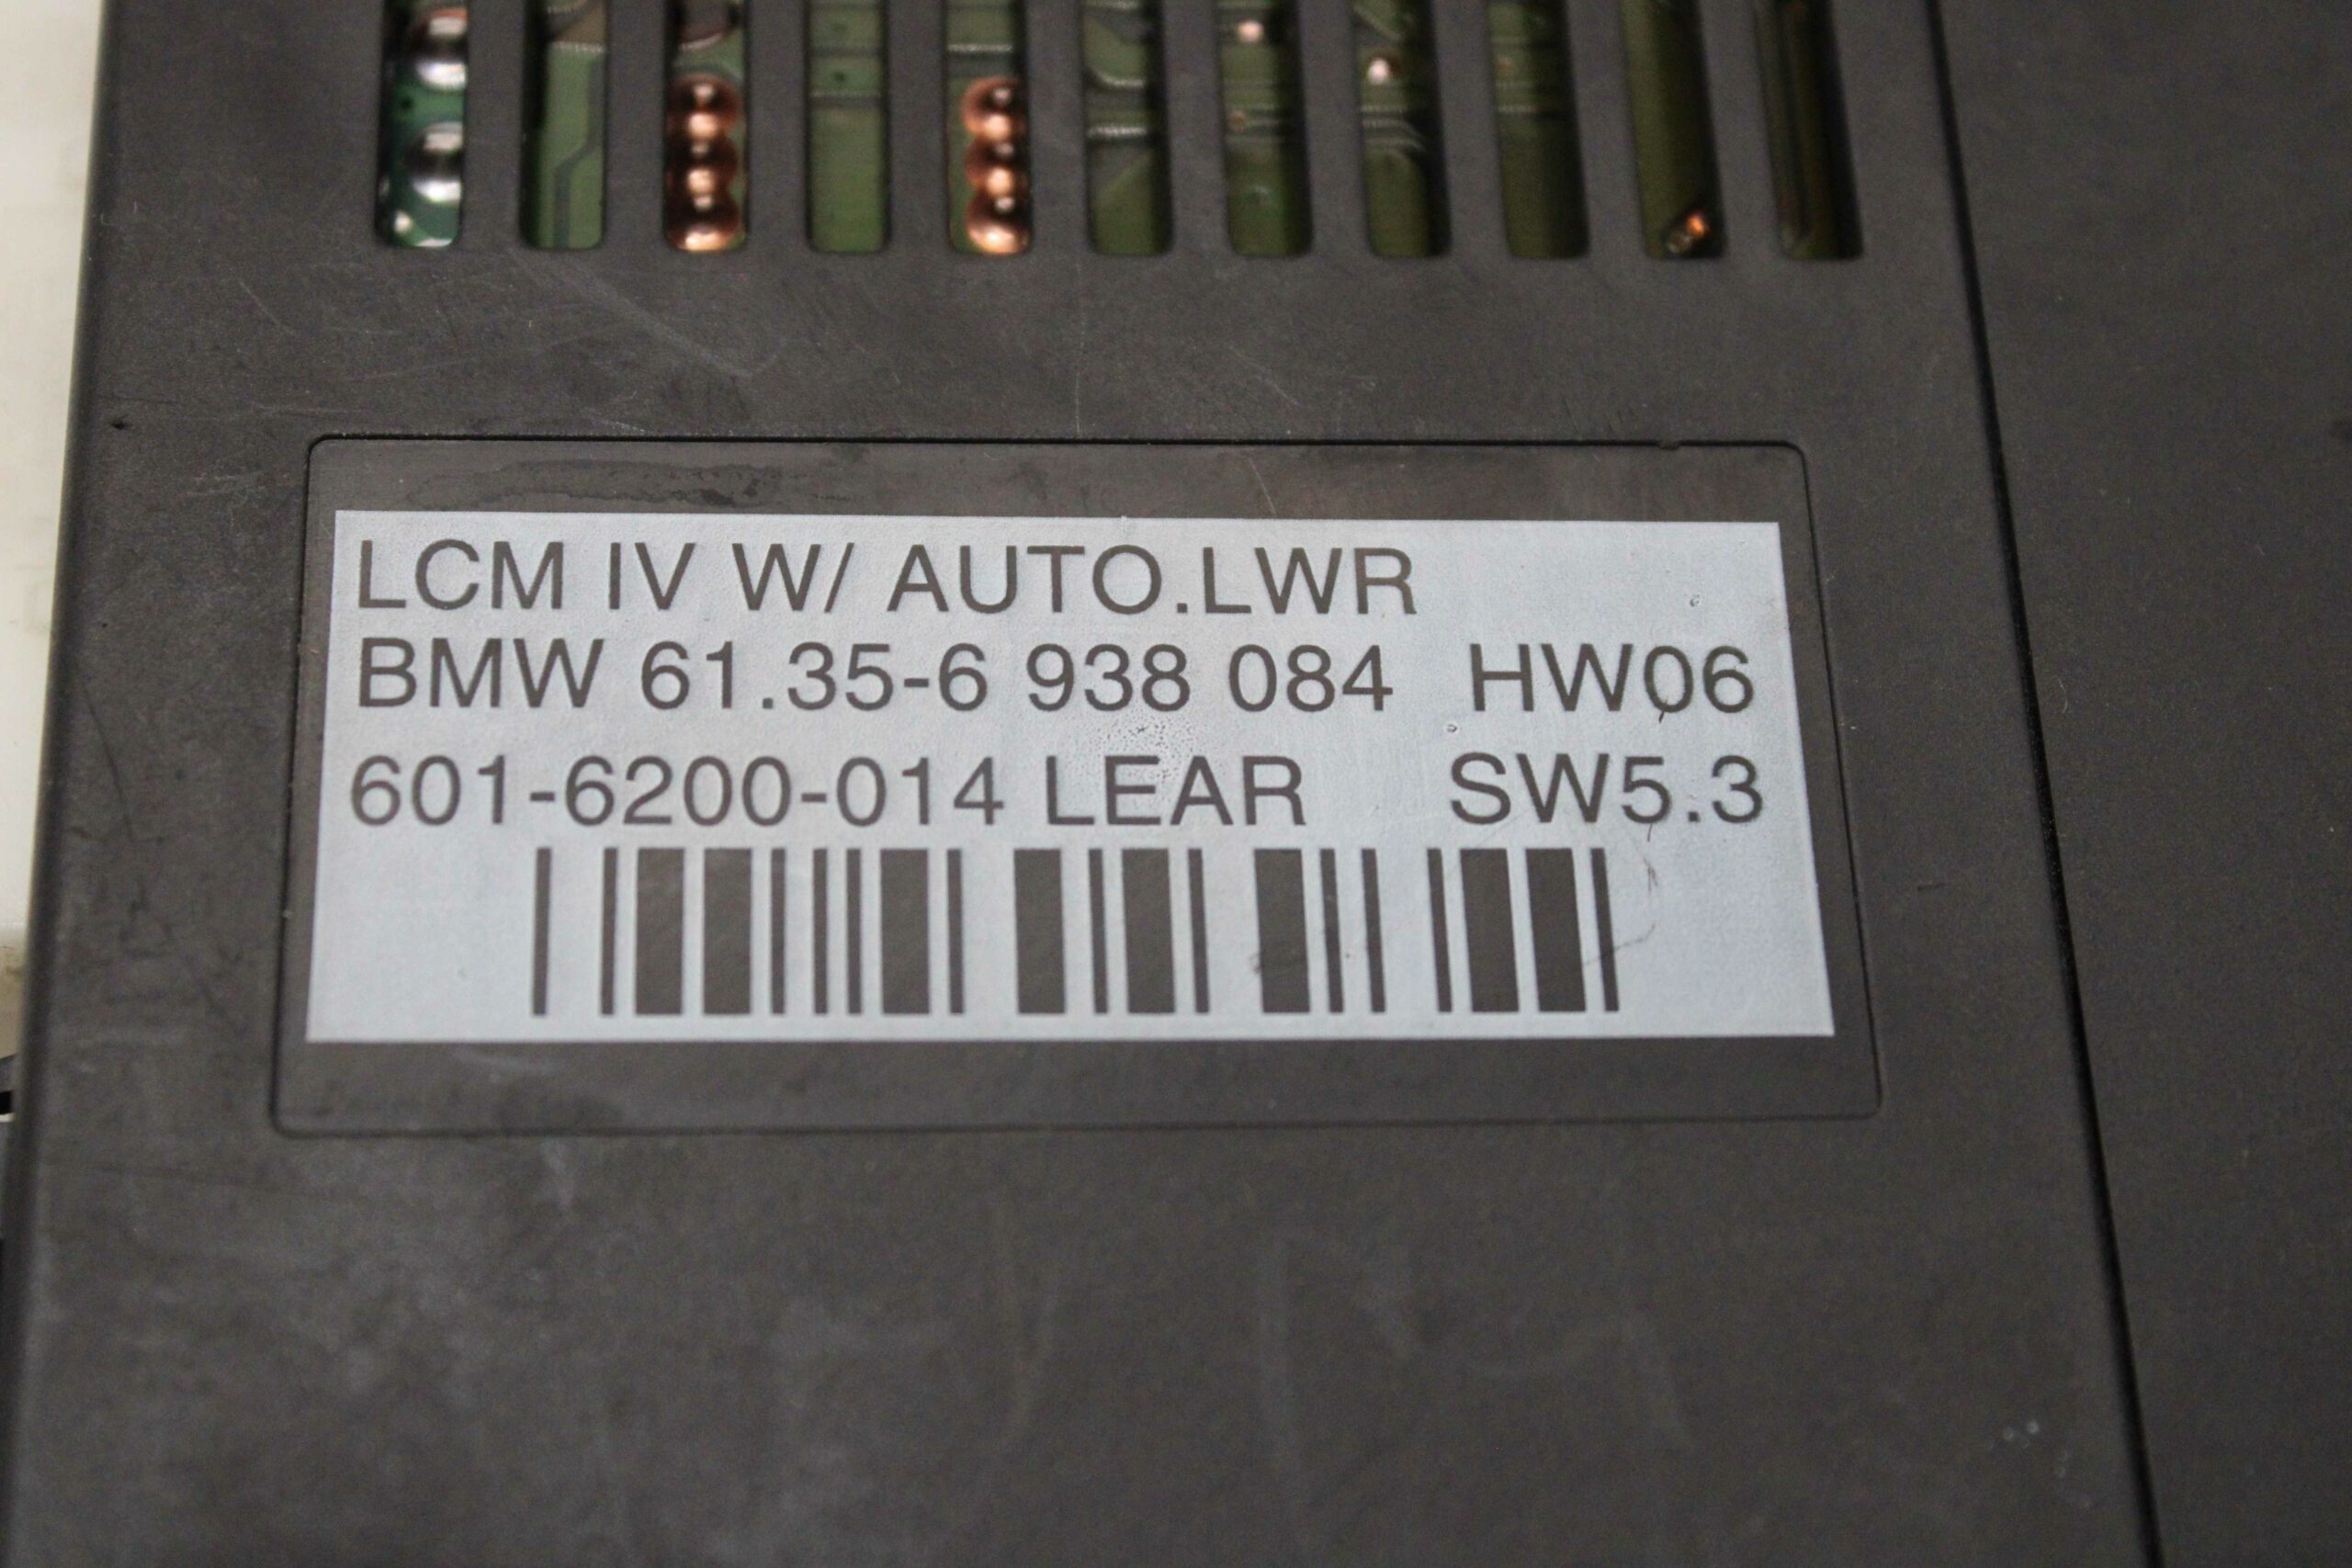 LCM IV W/ AUTO.LWR
BMW 61.35-6 938 084 HW06
601-6200-014 LEAR SW5.3